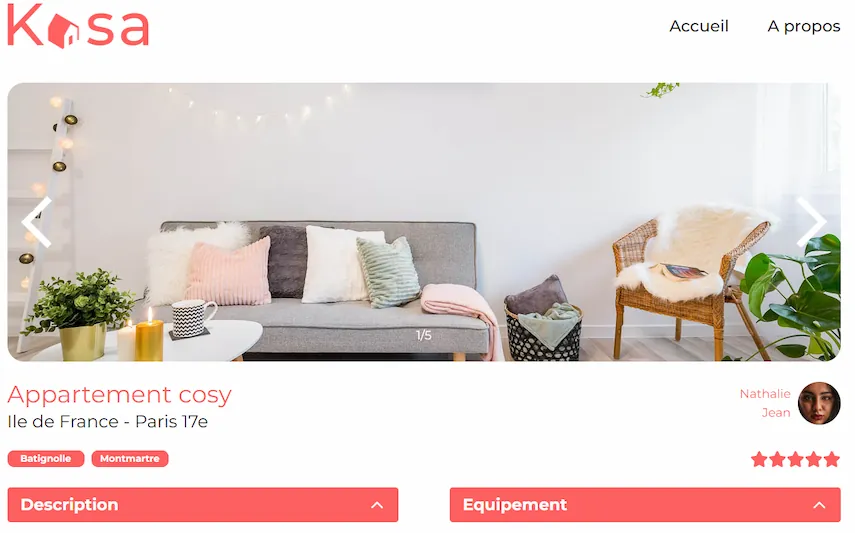 Kasa
Accueil
A propos
1/5
Appartement cosy
Ile de France - Paris 17e
Nathalie
Jean
Batignolle
Montmartre
Description
Equipement